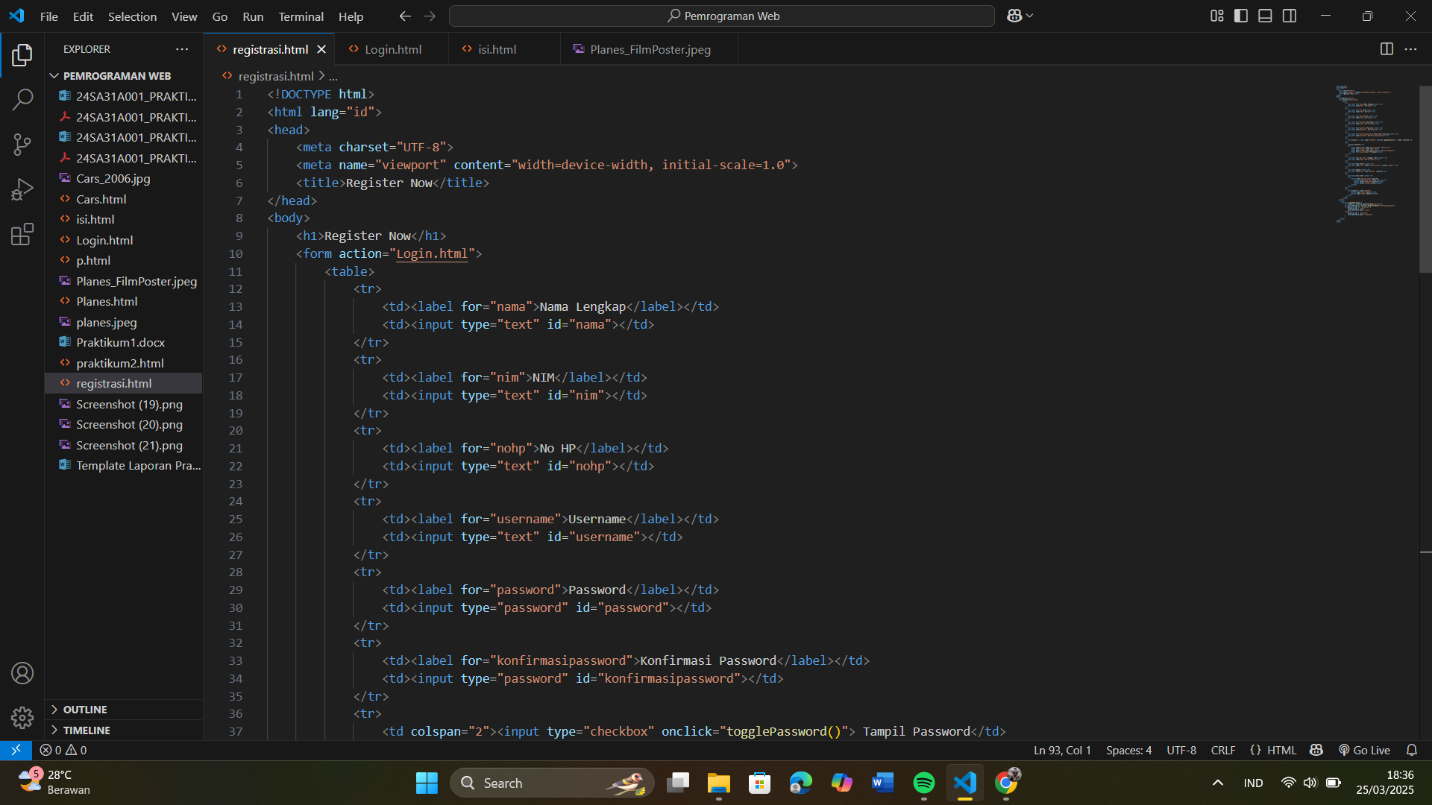 File Edit Selection View Go Run Terminal Help
Pemrograman Web
EXPLORER
PEMROGRAMAN WEB
24SA31A001_PRAKTI...
24SA31A001_PRAKTI...
24SA31A001_PRAKTI...
24SA31A001_PRAKTI...
Cars_2006.jpg
Cars.html
isi.html
Login.html
p.html
Planes_FilmPoster.jpeg
Planes.html
planes.jpeg
Praktikum1.docx
praktikum2.html
registrasi.html
Screenshot (19).png
Screenshot (20).png
Screenshot (21).png
Template Laporan Pra...
OUTLINE
TIMELINE
registrasi.html Login.html isi.html Planes_FilmPoster.jpeg
registrasi.html > ...
1 <!DOCTYPE html>
2 <html lang="id">
3 <head>
4 <meta charset="UTF-8">
5 <meta name="viewport" content="width=device-width, initial-scale=1.0">
6 <title>Register Now</title>
7 </head>
8 <body>
9 <h1>Register Now</h1>
10 <form action="Login.html">
11 <table>
12 <tr>
13 <td><label for="nama">Nama Lengkap</label></td>
14 <td><input type="text" id="nama"></td>
15 </tr>
16 <tr>
17 <td><label for="nim">NIM</label></td>
18 <td><input type="text" id="nim"></td>
19 </tr>
20 <tr>
21 <td><label for="nohp">No HP</label></td>
22 <td><input type="text" id="nohp"></td>
23 </tr>
24 <tr>
25 <td><label for="username">Username</label></td>
26 <td><input type="text" id="username"></td>
27 </tr>
28 <tr>
29 <td><label for="password">Password</label></td>
30 <td><input type="password" id="password"></td>
31 </tr>
32 <tr>
33 <td><label for="konfirmasipassword">Konfirmasi Password</label></td>
34 <td><input type="password" id="konfirmasipassword"></td>
35 </tr>
36 <tr>
37 <td colspan="2"><input type="checkbox" onclick="togglePassword()"> Tampil Password</td>
0 0
Ln 93, Col 1 Spaces: 4 UTF-8 CRLF {} HTML Go Live
5
28°C
Berawan
Search
IND
18:36
25/03/2025